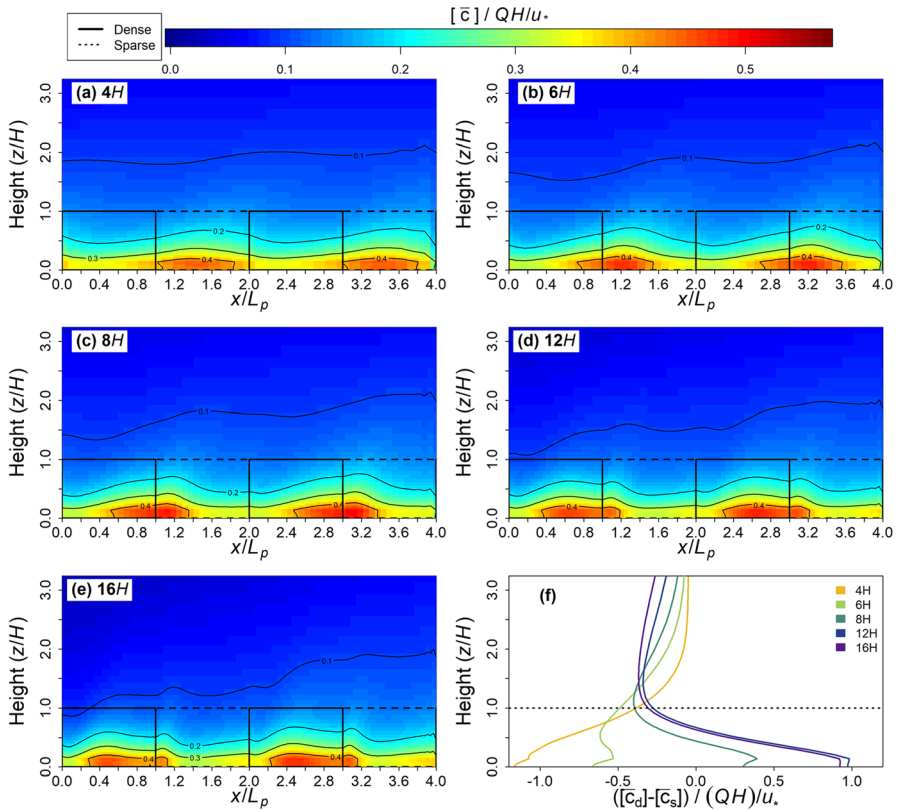 [c̅] / QH/u*
Dense
Sparse
0.0 0.1 0.2 0.3 0.4 0.5
(a) 4H
Height (z/H)
0.0 1.0 2.0 3.0
0.1
0.2
0.3
0.4 0.4
0.0 0.4 0.8 1.2 1.6 2.0 2.4 2.8 3.2 3.6 4.0
x/Lp
(b) 6H
Height (z/H)
0.0 1.0 2.0 3.0
0.1
0.2
0.4 0.4
0.0 0.4 0.8 1.2 1.6 2.0 2.4 2.8 3.2 3.6 4.0
x/Lp
(c) 8H
Height (z/H)
0.0 1.0 2.0 3.0
0.1
0.2
0.4 0.4
0.0 0.4 0.8 1.2 1.6 2.0 2.4 2.8 3.2 3.6 4.0
x/Lp
(d) 12H
Height (z/H)
0.0 1.0 2.0 3.0
0.1
0.2
0.4 0.4
0.0 0.4 0.8 1.2 1.6 2.0 2.4 2.8 3.2 3.6 4.0
x/Lp
(e) 16H
Height (z/H)
0.0 1.0 2.0 3.0
0.1
0.2
0.3
0.4 0.4
0.0 0.4 0.8 1.2 1.6 2.0 2.4 2.8 3.2 3.6 4.0
x/Lp
(f)
4H
6H
8H
12H
16H
Height (z/H)
0.0 1.0 2.0 3.0
-1.0 -0.5 0.0 0.5 1.0
([c̅d]-[c̅s]) / (QH)/u*